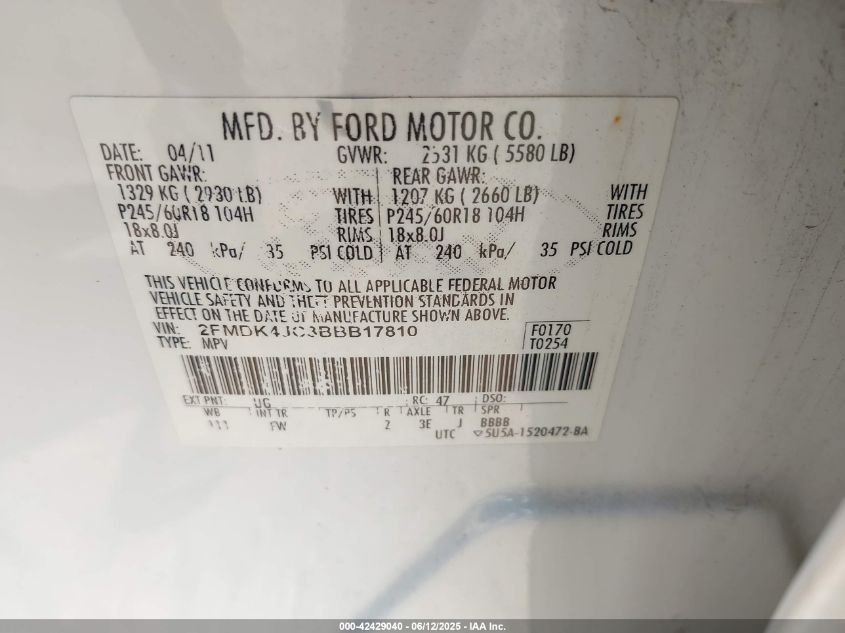 MFD. BY FORD MOTOR CO.
DATE: 04/11 GVWR: 2531 KG ( 5580 LB)
FRONT GAWR: REAR GAWR:
1329 KG ( 2930 LB) WITH 1207 KG ( 2660 LB) WITH
P245/60R18 104H TIRES P245/60R18 104H TIRES
18x8.0J RIMS 18x8.0J RIMS
AT 240 kPa/ 35 PSI COLD AT 240 kPa/ 35 PSI COLD
THIS VEHICLE CONFORMS TO ALL APPLICABLE FEDERAL MOTOR
VEHICLE SAFETY AND THEFT PREVENTION STANDARDS IN
EFFECT ON THE DATE OF MANUFACTURE SHOWN ABOVE.
VIN: 2FMDK4JC3BBB17810 F0170
TYPE: MPV T0254
EXT PNT: UG RC: 47 DSO:
WB INT TR TP/PS R AXLE TR SPR
FW 2 3E J BBBB
UTC 5U5A-1520472-BA
000-42429040 - 06/12/2025 - IAA Inc.